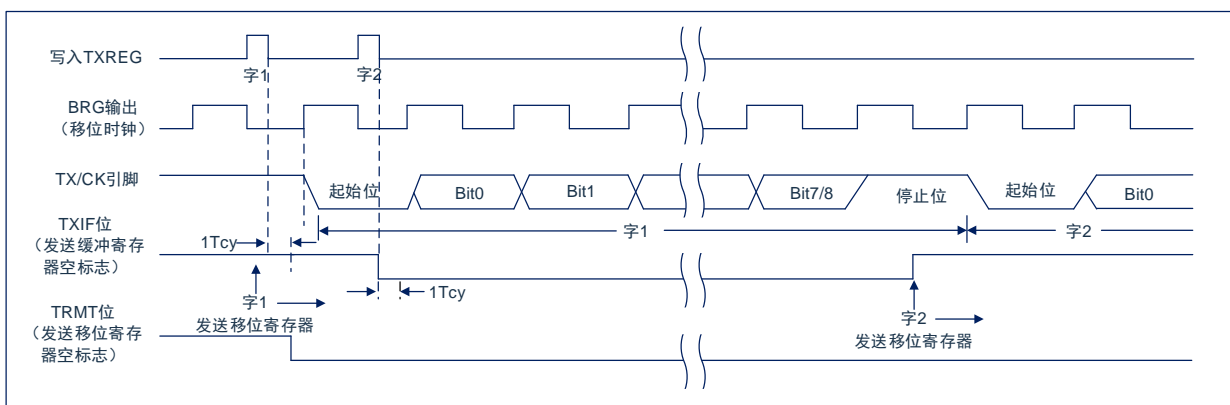 写入TXREG
字1
字2
BRG输出
（移位时钟）
TX/CK引脚
起始位
Bit0
Bit1
Bit7/8
停止位
起始位
Bit0
字1
字2
TXIF位
（发送缓冲寄存
器空标志）
1Tcy
1Tcy
字1
发送移位寄存器
字2
发送移位寄存器
TRMT位
（发送移位寄存
器空标志）